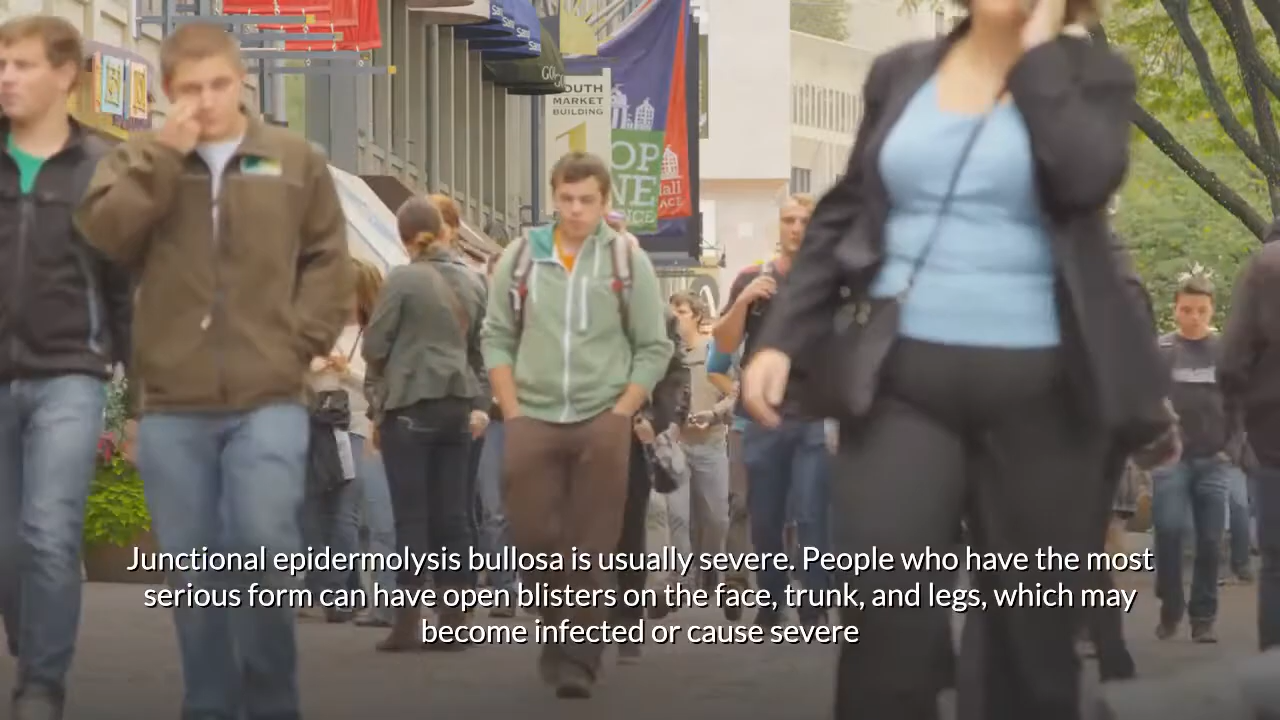 SOUTH
MARKET
BUILDING
1
Junctional epidermolysis bullosa is usually severe. People who have the most
serious form can have open blisters on the face, trunk, and legs, which may
become infected or cause severe